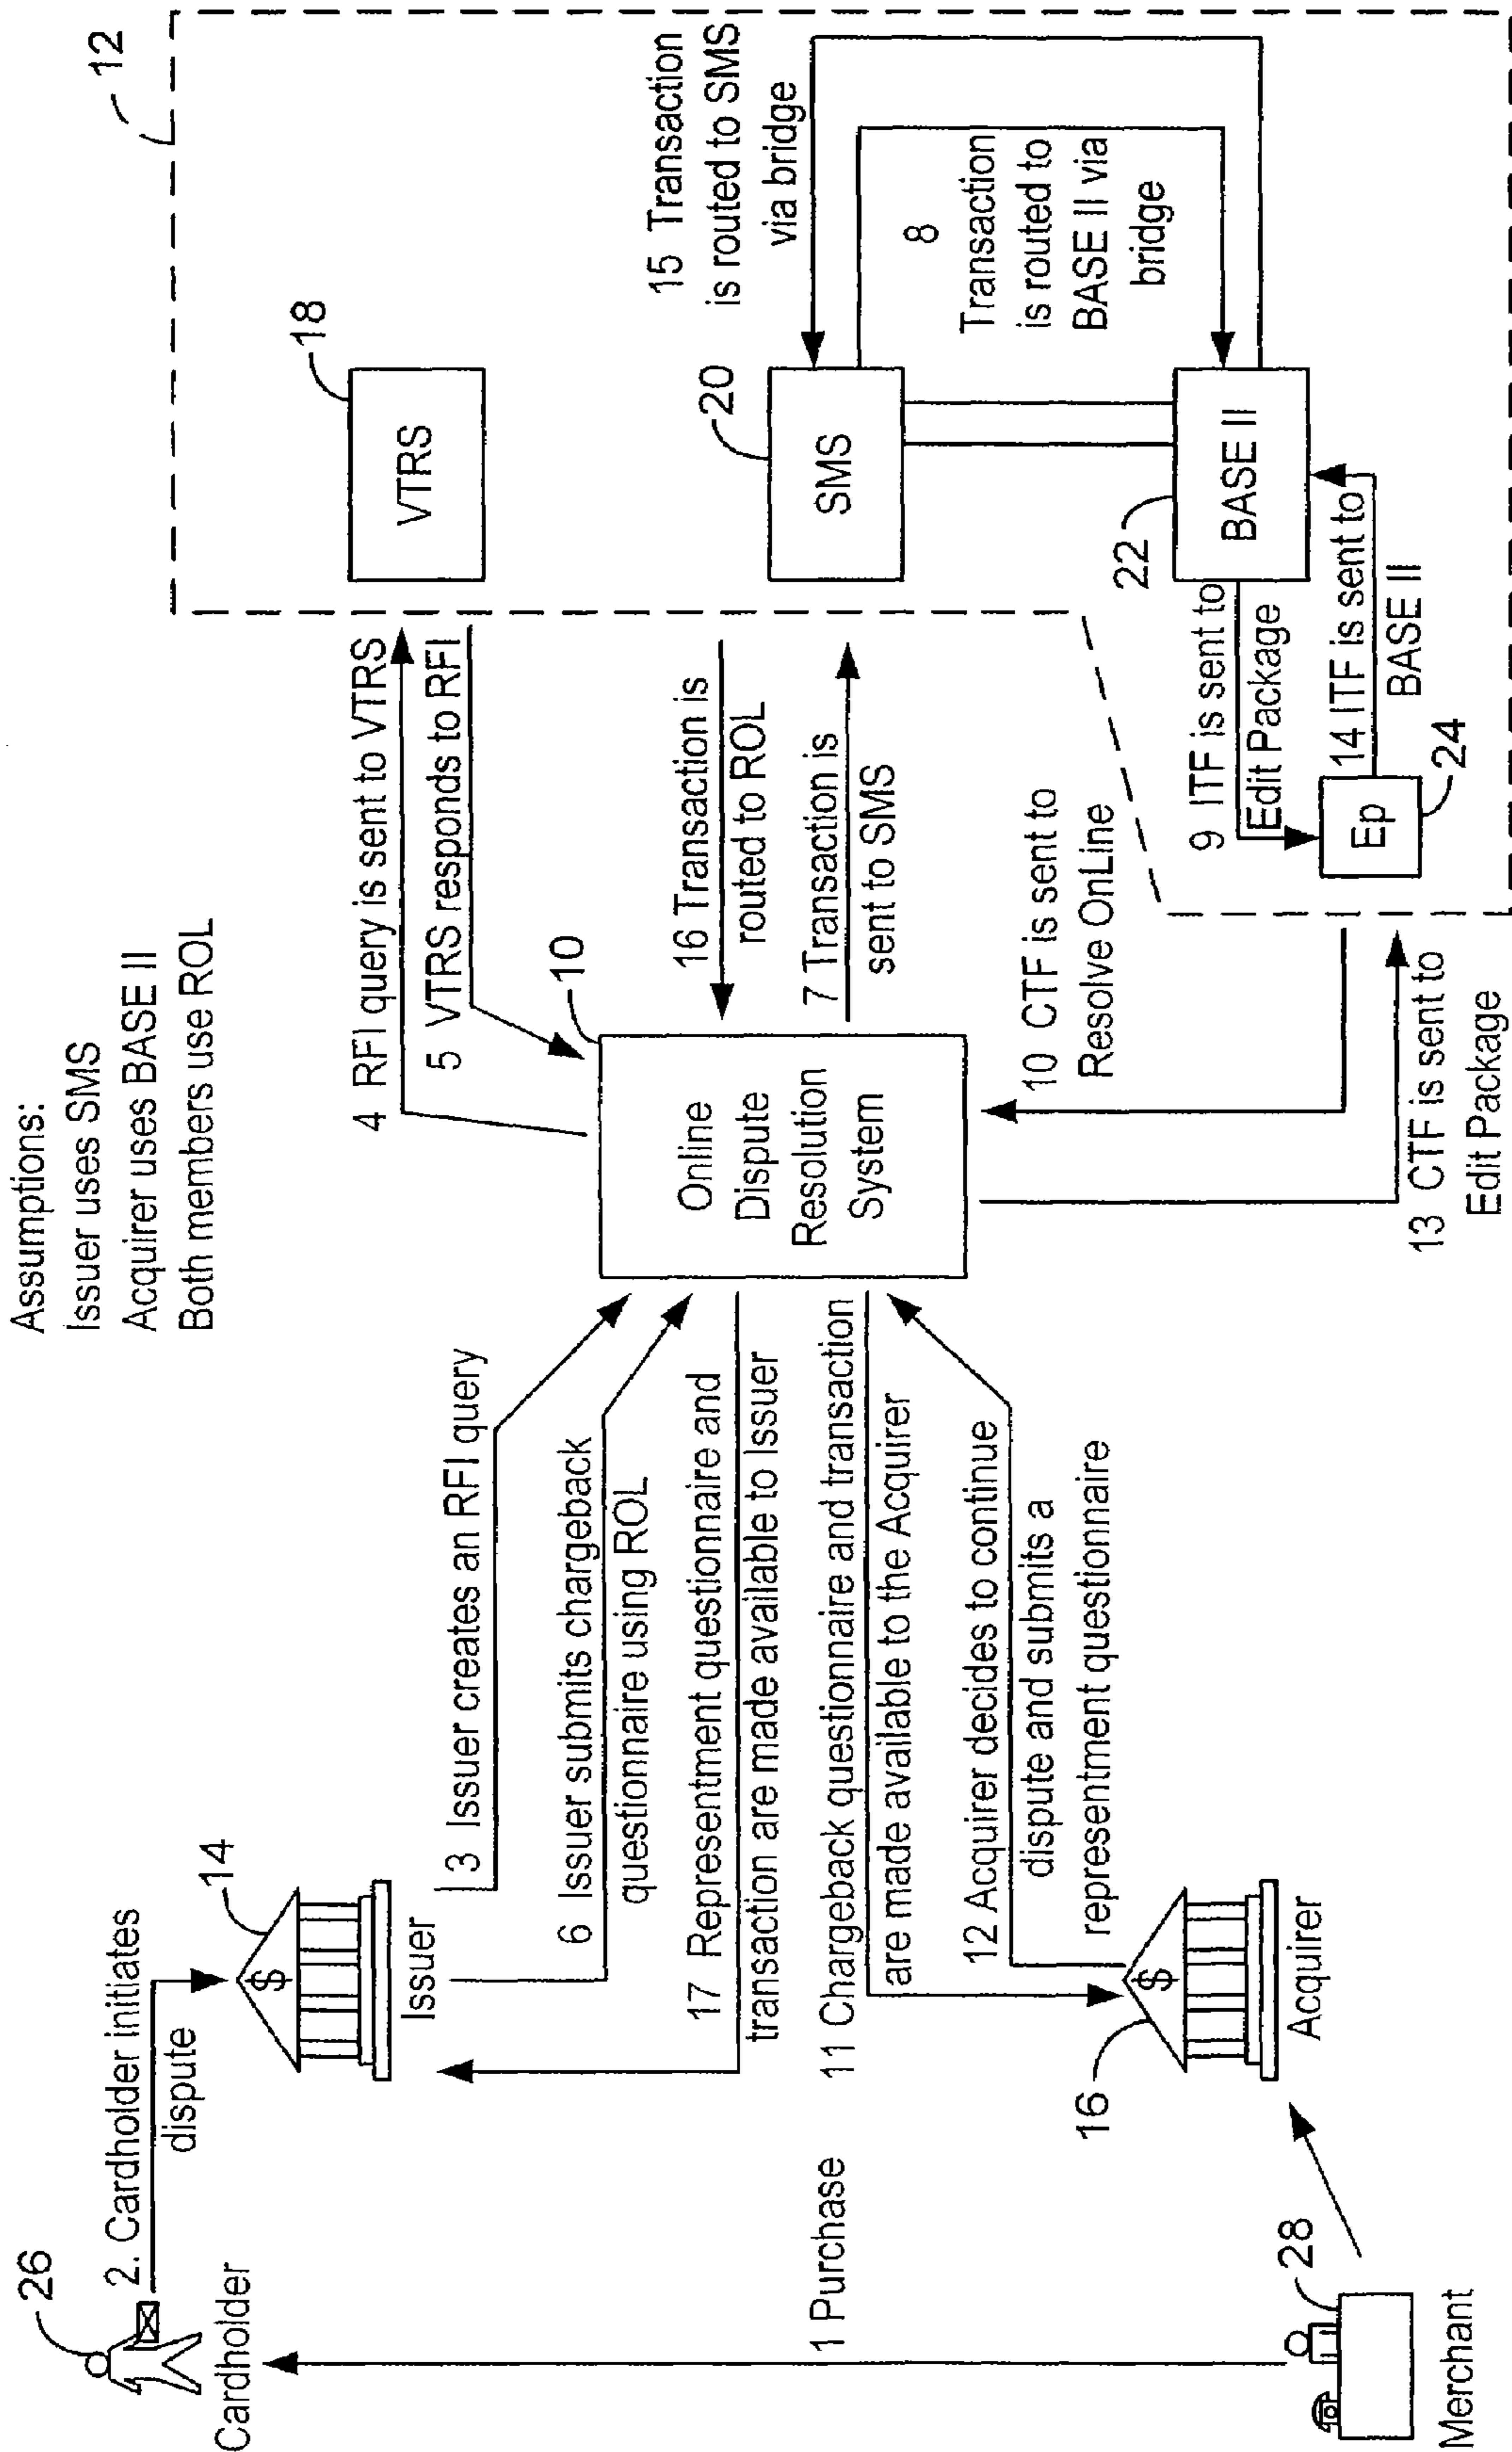 Assumptions:
Issuer uses SMS
Acquirer uses BASE II
Both members use ROL
12
26
2. Cardholder initiates
dispute
Cardholder
14
$
Issuer
3 Issuer creates an RFI query
6 Issuer submits chargeback
questionnaire using ROL
17 Representment questionnaire and
transaction are made available to Issuer
11 Chargeback questionnaire and transaction
are made available to the Acquirer
12 Acquirer decides to continue
dispute and submits a
representment questionnaire
1 Purchase
16
$
Acquirer
28
Merchant
4 RFI query is sent to VTRS
5 VTRS responds to RFI
10
Online
Dispute
Resolution
System
16 Transaction is
routed to ROL
7 Transaction is
sent to SMS
10 CTF is sent to
Resolve OnLine
13 CTF is sent to
Edit Package
18
VTRS
20
SMS
15 Transaction
is routed to SMS
via bridge
8
Transaction
is routed to
BASE II via
bridge
22
BASE II
9 ITF is sent to
Edit Package
14 ITF is sent to
BASE II
Ep
24